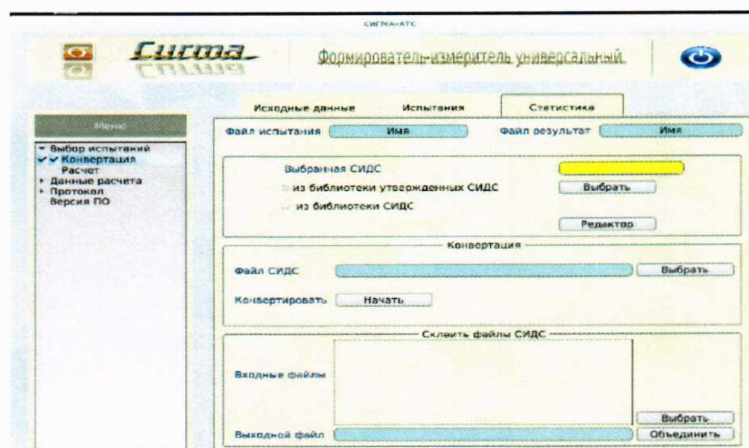 СИГМА-АТС
Сигма
Формирователь-измеритель универсальный
Исходные данные Испытания Статистика
Меню
Файл испытания Имя Файл результат Имя
Выбор испытаний
Конвертация
Расчет
Данные расчета
Протокол
Версия ПО
Выбранная СИДС
из библиотеки утвержденных СИДС Выбрать
из библиотеки СИДС
Редактор
Конвертация
Файл СИДС Выбрать
Конвертировать Начать
Склеить файлы СИДС
Входные файлы
Выбрать
Выходной файл Объединить